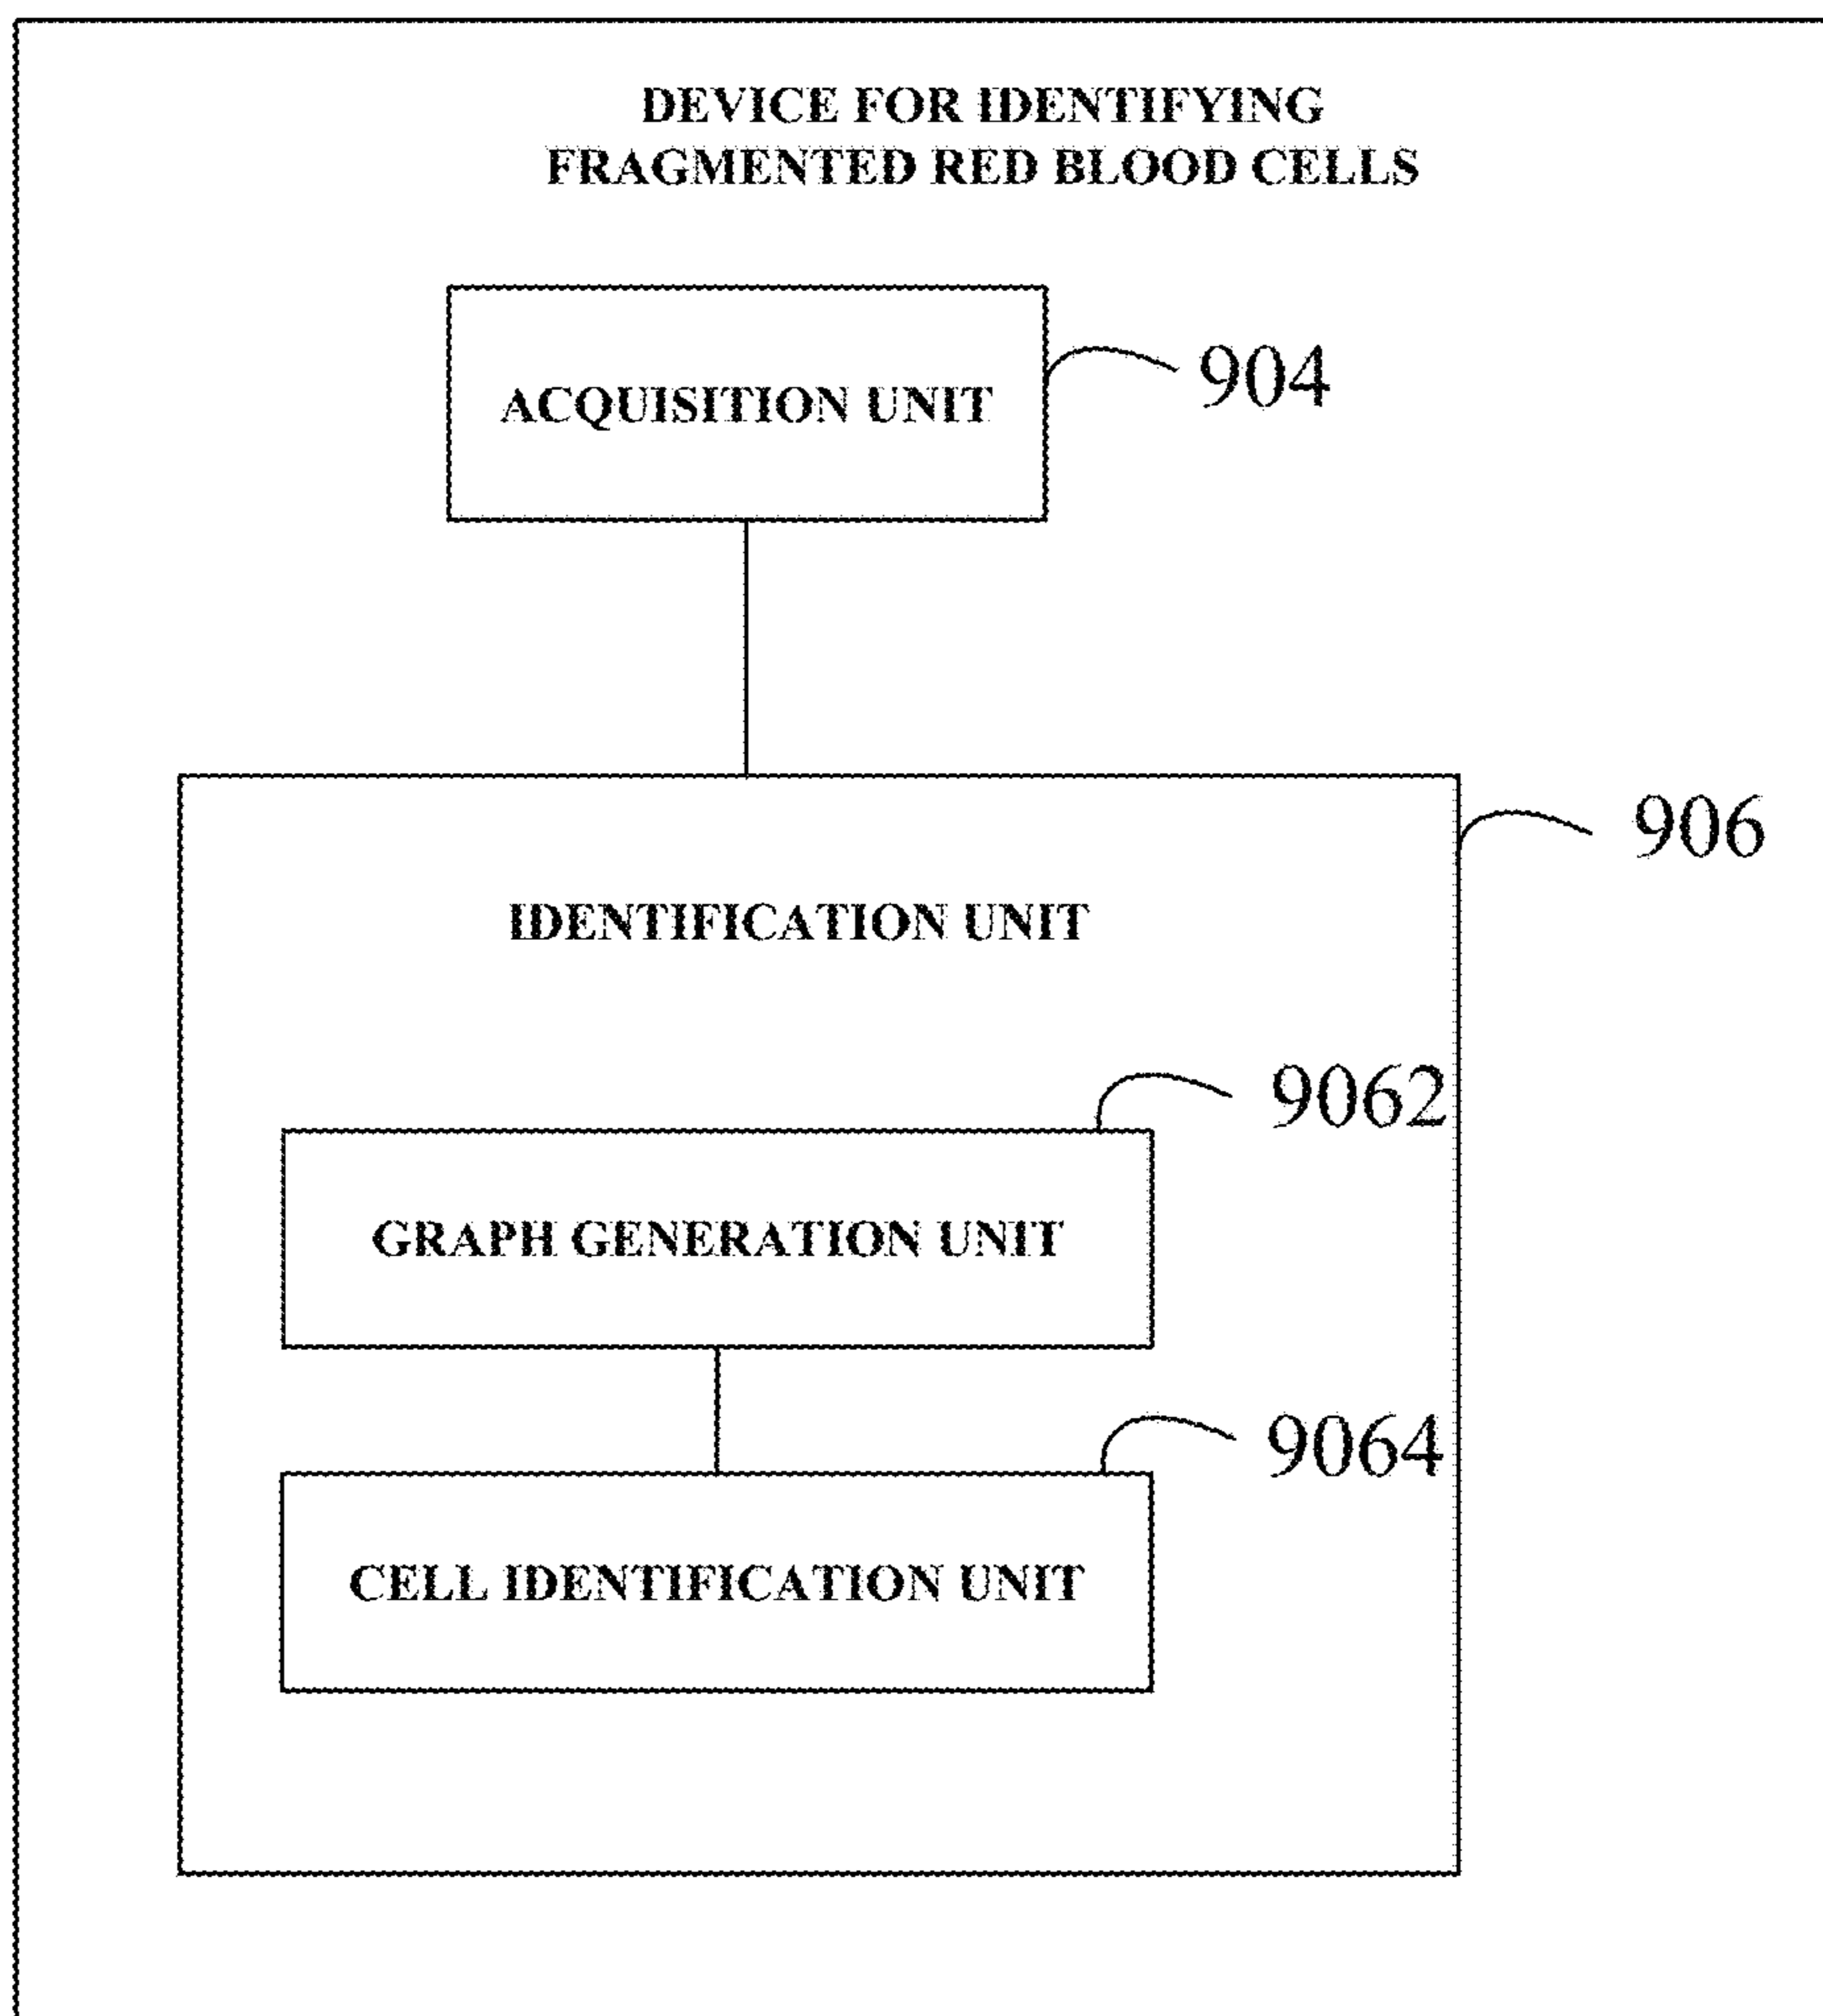 DEVICE FOR IDENTIFYING
FRAGMENTED RED BLOOD CELLS
ACQUISITION UNIT
904
906
IDENTIFICATION UNIT
9062
GRAPH GENERATION UNIT
9064
CELL IDENTIFICATION UNIT